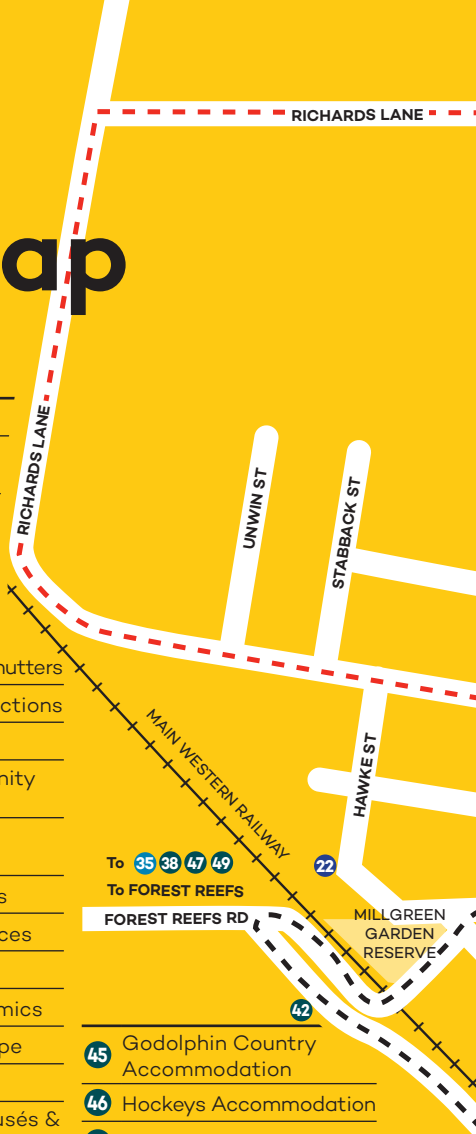 RICHARDS LANE
ap
RICHARDS LANE
UNWIN ST
STABBACK ST
nutters
ctions
MAIN WESTERN RAILWAY
HAWKE ST
nity
To 35 38 47 49
22
To FOREST REEFS
s
MILLGREEN
GARDEN
RESERVE
FOREST REEFS RD
ces
mics
42
45 Godolphin Country
Accommodation
pe
46 Hockeys Accommodation
usés &